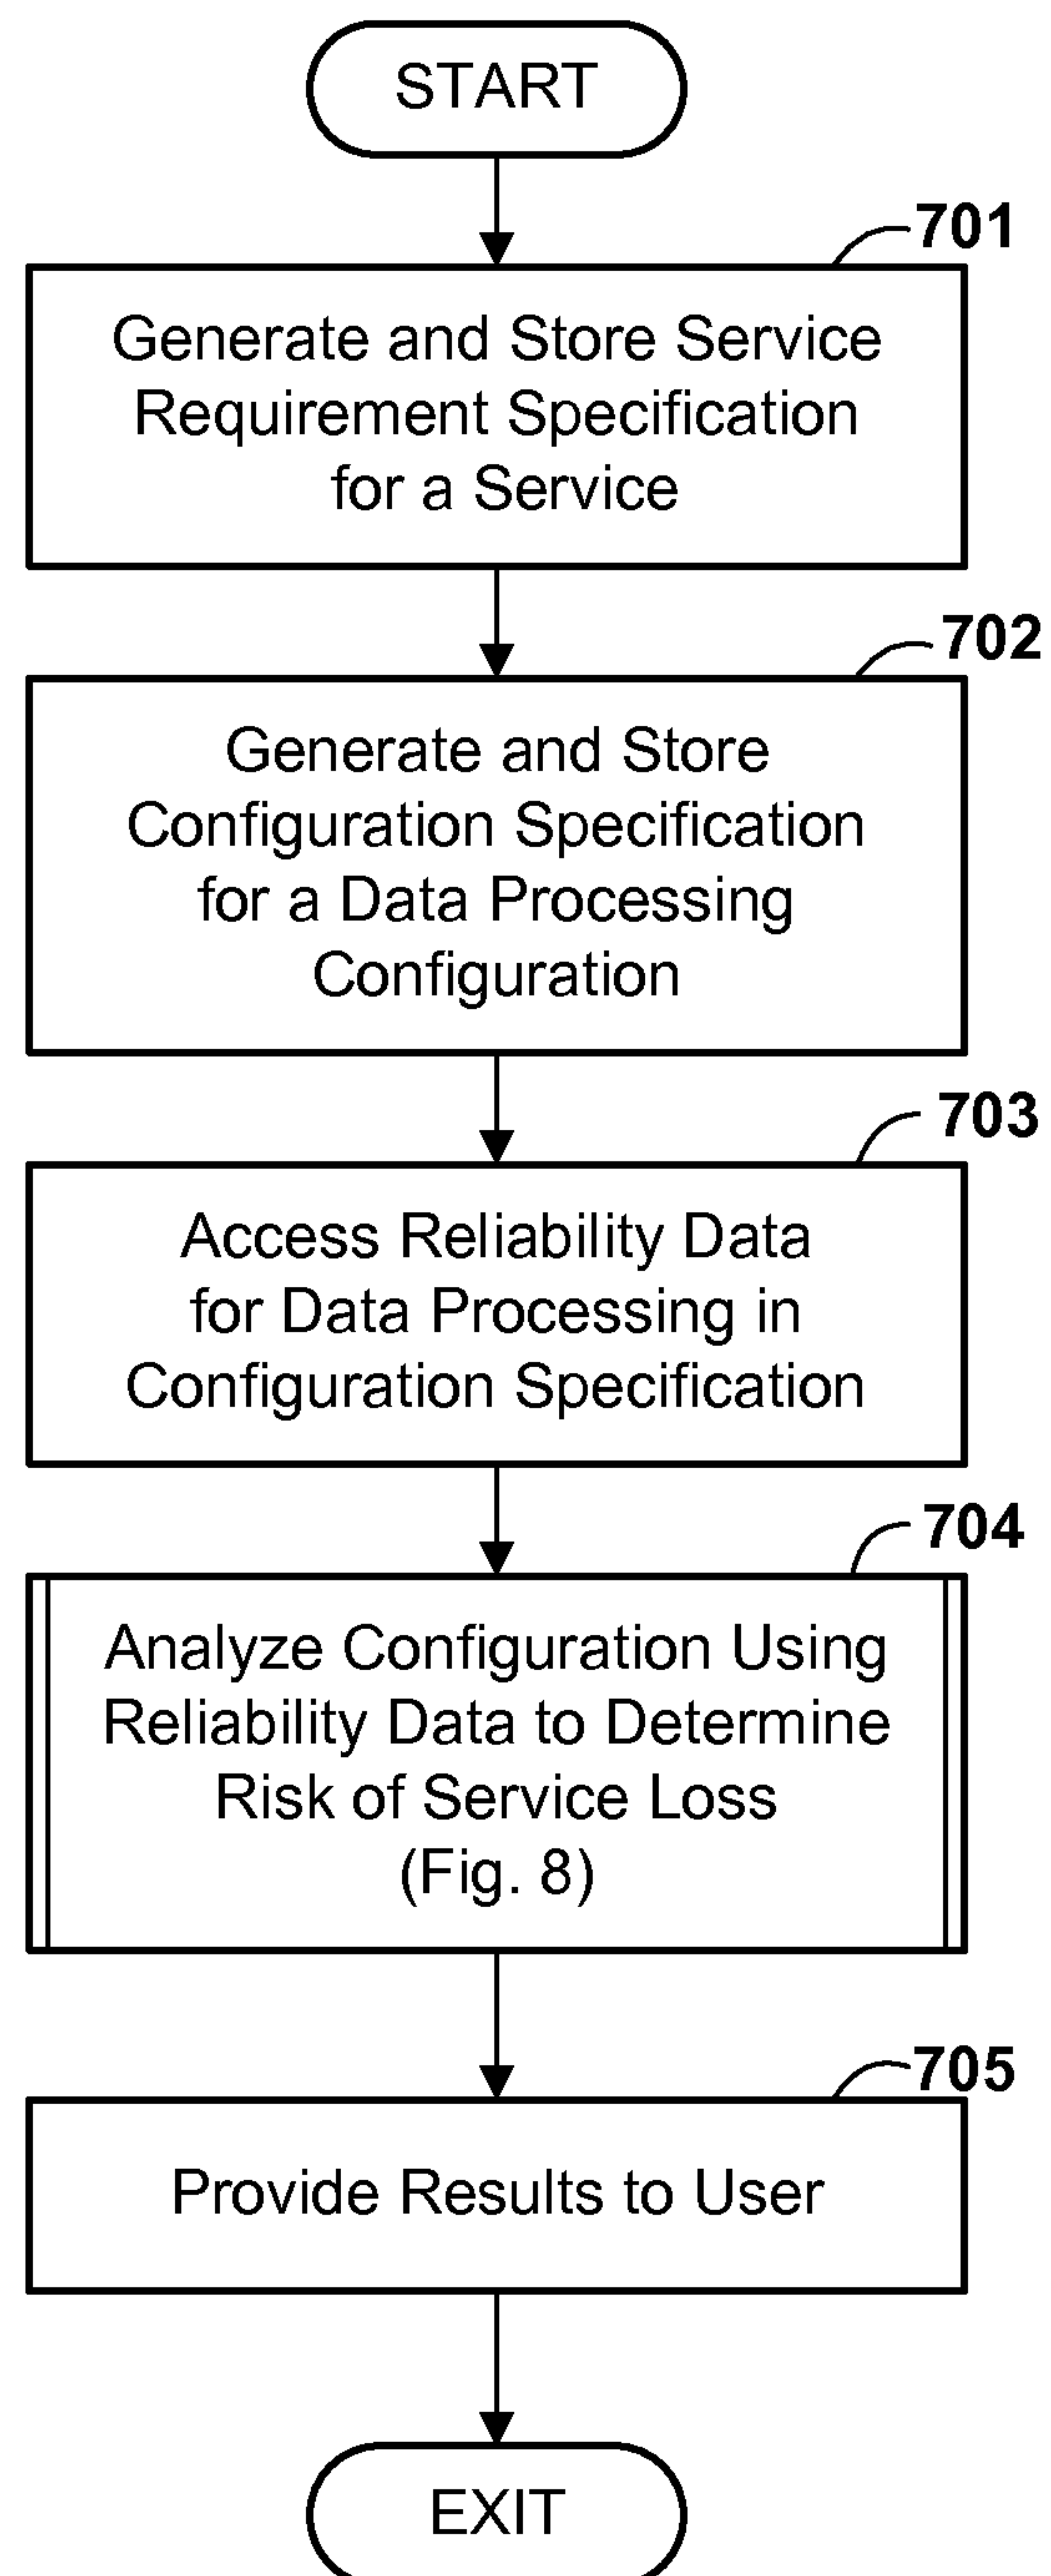 START
701
Generate and Store Service
Requirement Specification
for a Service
702
Generate and Store
Configuration Specification
for a Data Processing
Configuration
703
Access Reliability Data
for Data Processing in
Configuration Specification
704
Analyze Configuration Using
Reliability Data to Determine
Risk of Service Loss
(Fig. 8)
705
Provide Results to User
EXIT